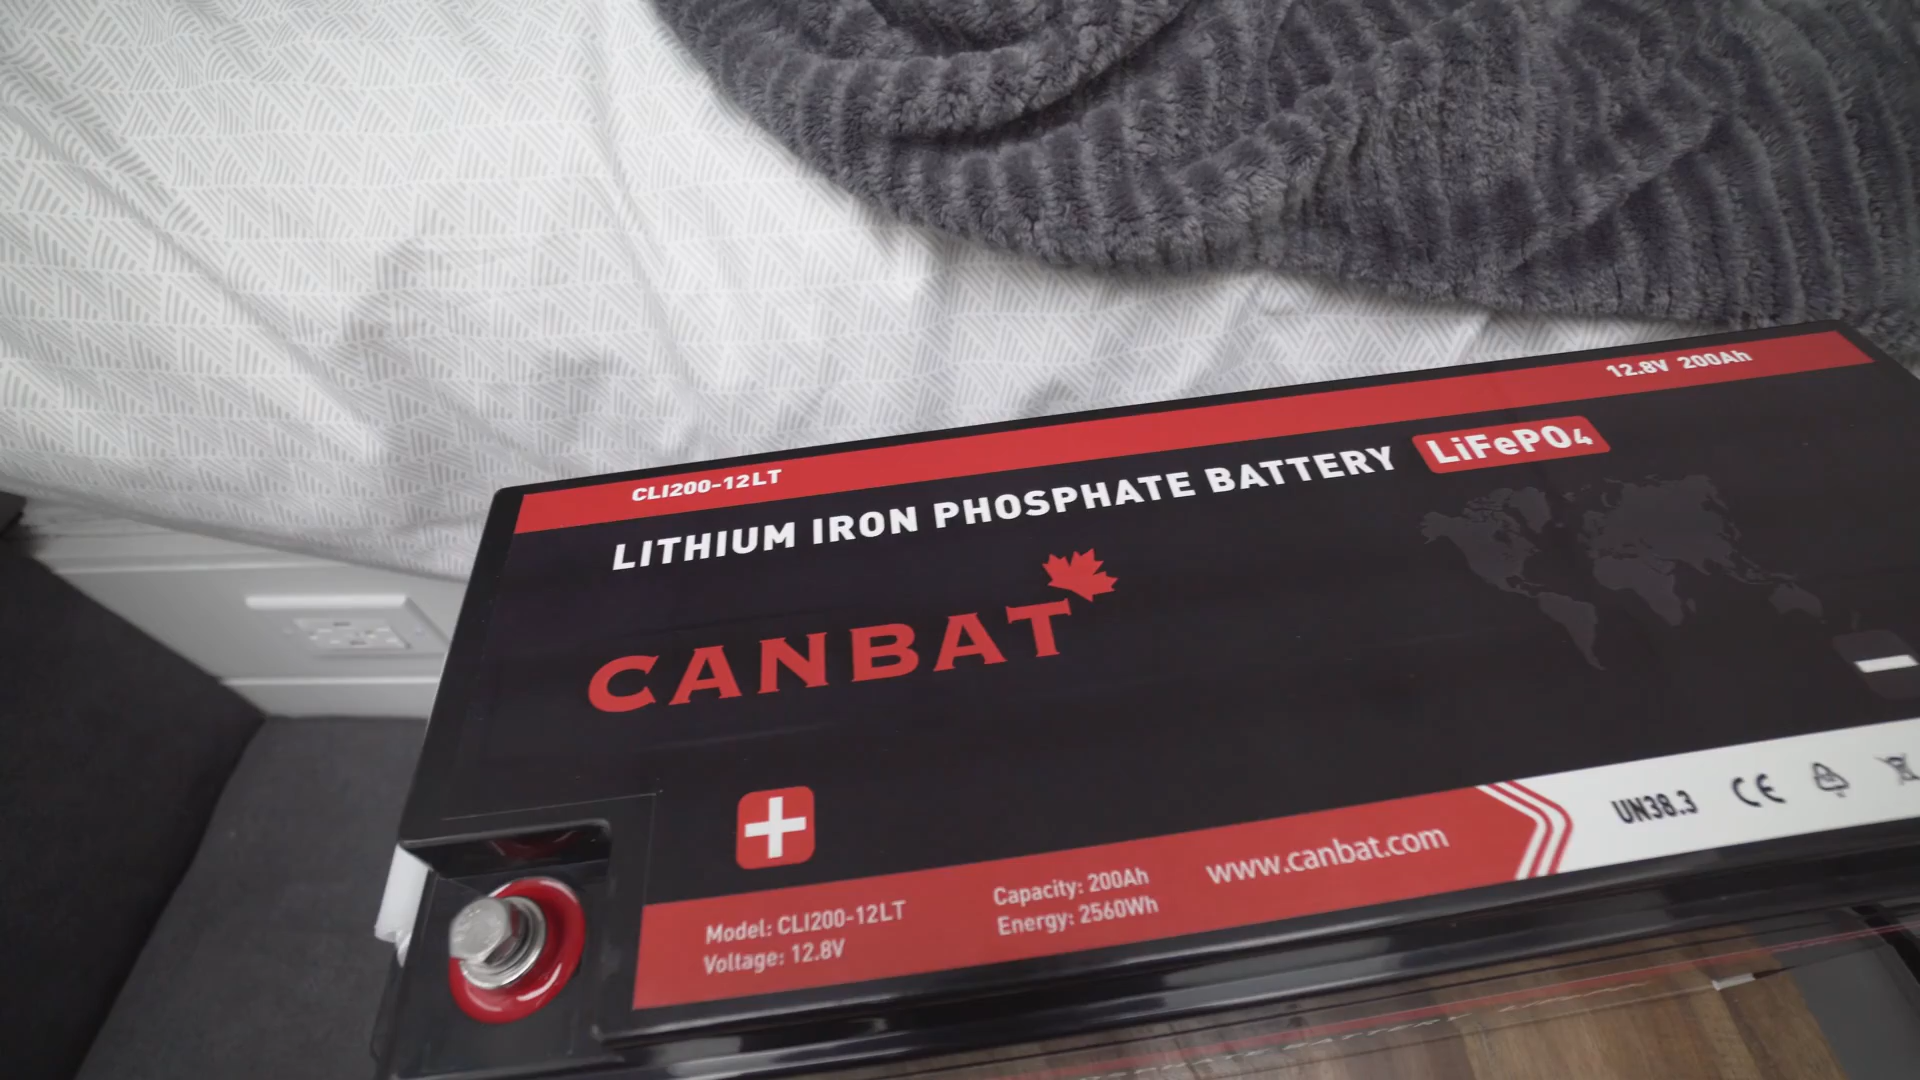 CLI200-12LT
12.8V 200Ah
LITHIUM IRON PHOSPHATE BATTERY LiFePO4
CANBAT
Model: CLI200-12LT
Voltage: 12.8V
Capacity: 200Ah
Energy: 2560Wh
www.canbat.com
UN38.3 CE